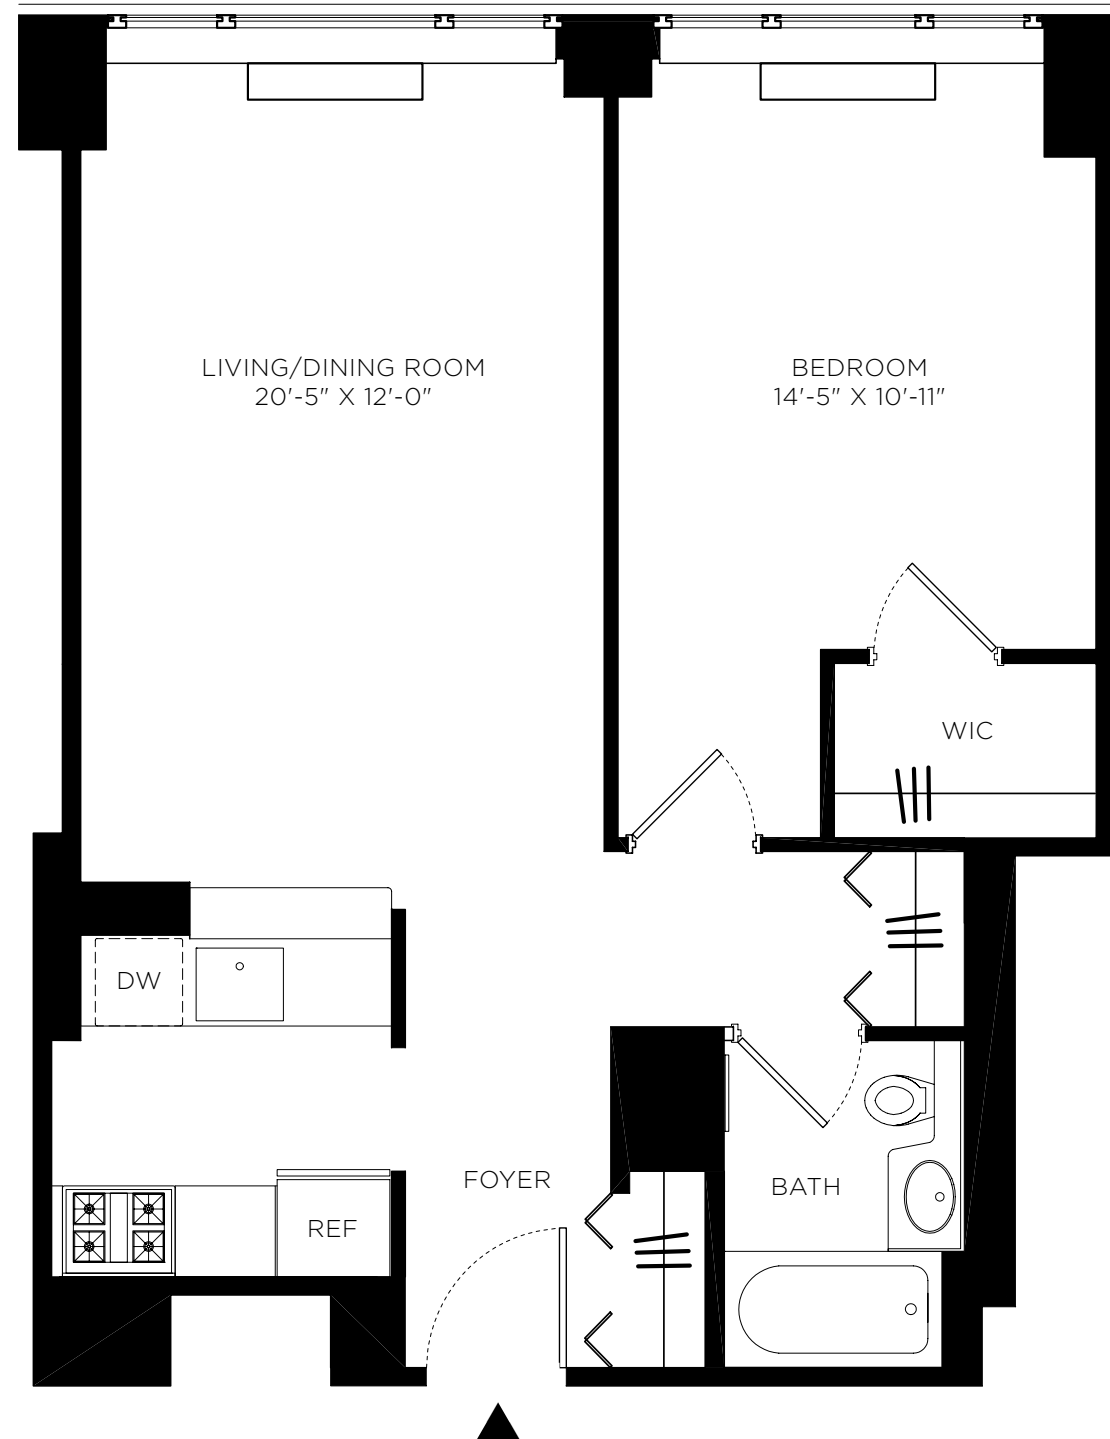 LIVING/DINING ROOM
20'-5" X 12'-0"
BEDROOM
14'-5" X 10'-11"
WIC
DW
FOYER
BATH
REF